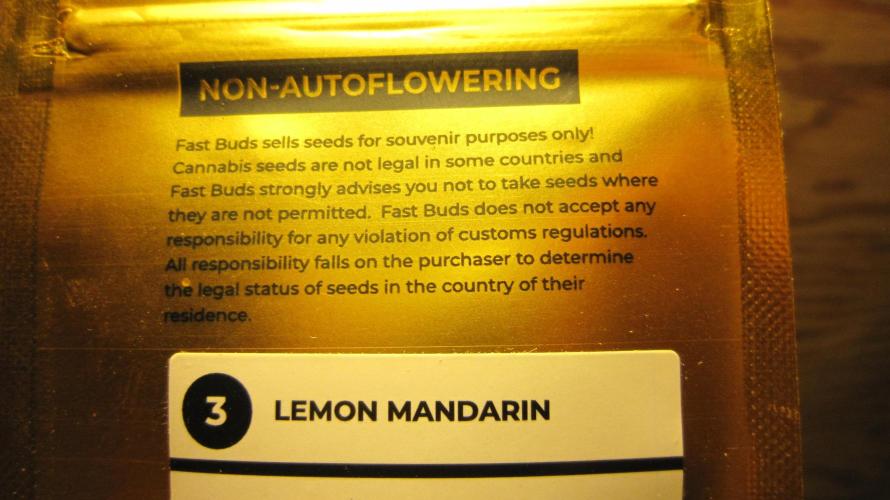 NON-AUTOFLOWERING
Fast Buds sells seeds for souvenir purposes only!
Cannabis seeds are not legal in some countries and
Fast Buds strongly advises you not to take seeds where
they are not permitted. Fast Buds does not accept any
responsibility for any violation of customs regulations.
All responsibility falls on the purchaser to determine
the legal status of seeds in the country of their
residence.
3 LEMON MANDARIN